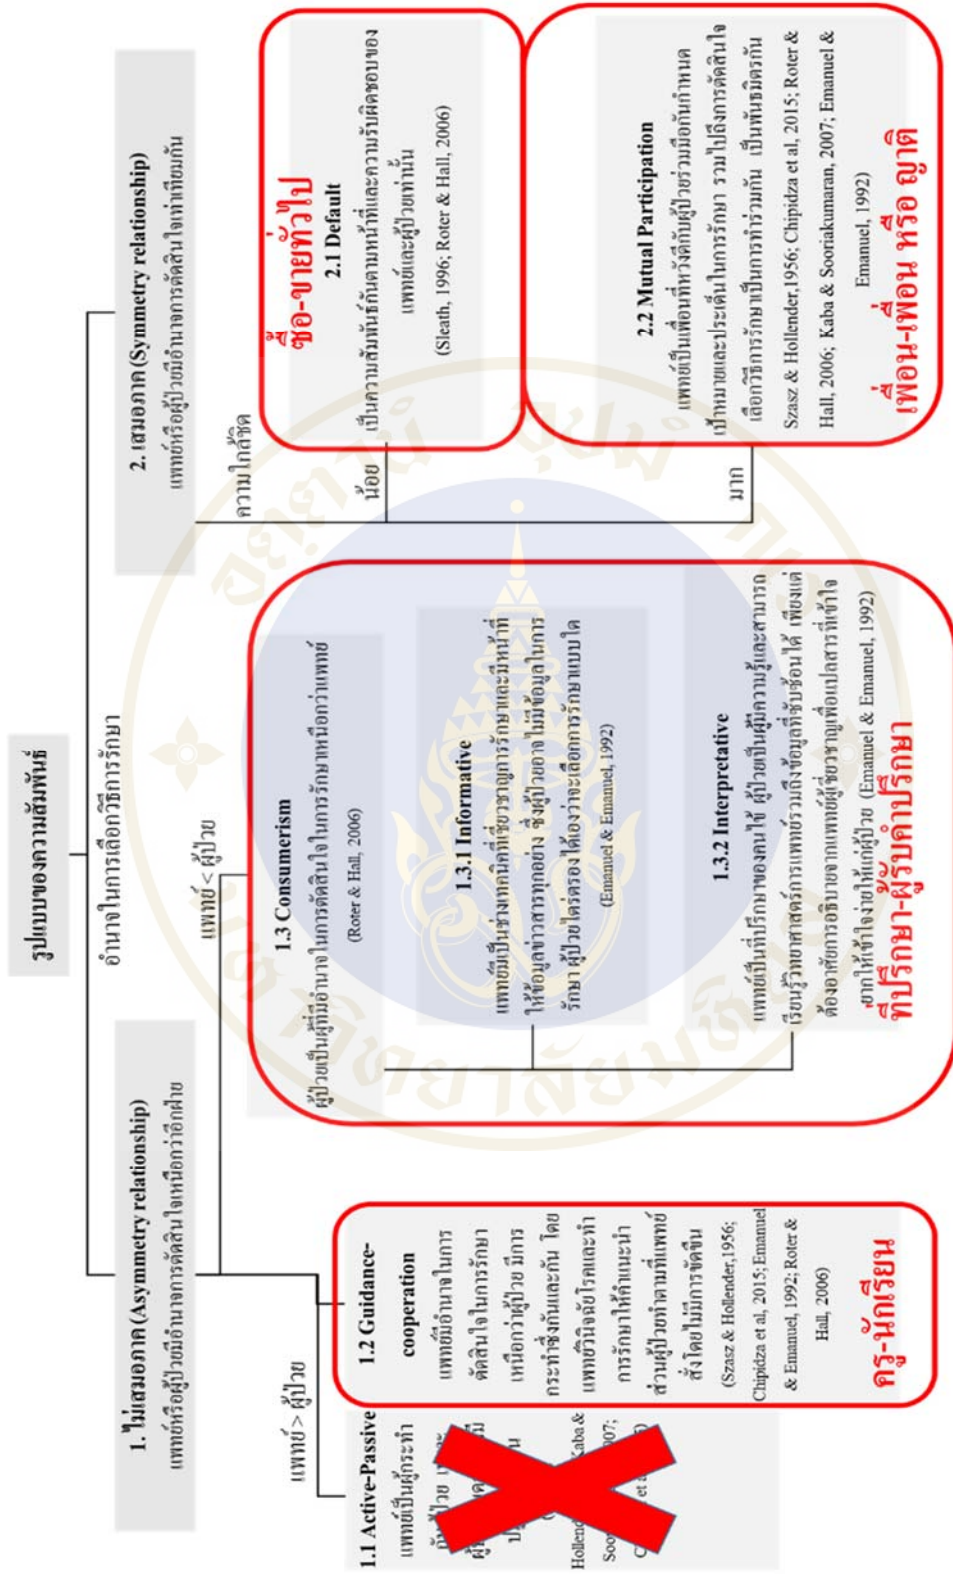 รูปแบบของความสัมพันธ์
อำนาจในการเลือกวิธีการรักษา
1. ไม่เสมอภาค (Asymmetry relationship)
แพทย์หรือผู้ป่วยมีอำนาจการตัดสินใจเหนือกว่าอีกฝ่าย
แพทย์ > ผู้ป่วย
1.1 Active-Passive
แพทย์เป็นผู้กระทำ
Kaba &
1.2 Guidance-
cooperation
แพทย์มีอำนาจในการ
ตัดสินใจในการรักษา
เหนือกว่าผู้ป่วย มีการ
กระทำซึ่งกันและกัน โดย
แพทย์วินิจฉัยโรคและทำ
การรักษาให้คำแนะนำ
ส่วนผู้ป่วยทำตามที่แพทย์
สั่งโดยไม่มีการขัดขืน
(Szasz & Hollender,1956;
Chipidza et al, 2015; Emanuel
& Emanuel, 1992; Roter &
Hall, 2006)
ครู-นักเรียน
แพทย์ < ผู้ป่วย
1.3 Consumerism
ผู้ป่วยเป็นผู้ที่มีอำนาจในการตัดสินใจในการรักษาเหนือกว่าแพทย์
(Roter & Hall, 2006)
1.3.1 Informative
แพทย์มีเป็นช่างเทคนิคที่เชี่ยวชาญการรักษาและมีหน้าที่
ให้ข้อมูลข่าวสารทุกอย่าง ซึ่งผู้ป่วยอาจไม่มีข้อมูลในการ
รักษา ผู้ป่วยไตร่ตรองได้เองว่าจะเลือกการรักษาแบบใด
(Emanuel & Emanuel, 1992)
1.3.2 Interpretative
แพทย์เป็นที่ปรึกษาของคนไข้ ผู้ป่วยเป็นผู้มีความรู้และสามารถ
เรียนรู้วิทยาศาสตร์การแพทย์รวมถึงข้อมูลที่ซับซ้อนได้ เพียงแต่
ต้องอาศัยการอธิบายจากแพทย์ผู้เชี่ยวชาญเพื่อแปลสารที่เข้าใจ
ยากให้เข้าใจง่ายให้แก่ผู้ป่วย (Emanuel & Emanuel, 1992)
ที่ปรึกษา-ผู้รับคำปรึกษา
2. เสมอภาค (Symmetry relationship)
แพทย์หรือผู้ป่วยมีอำนาจการตัดสินใจเท่าเทียมกัน
ความใกล้ชิด
น้อย
ซื้อ-ขายทั่วไป
2.1 Default
เป็นความสัมพันธ์กันตามหน้าที่และความรับผิดชอบของ
แพทย์และผู้ป่วยเท่านั้น
(Sleath, 1996; Roter & Hall, 2006)
มาก
2.2 Mutual Participation
แพทย์เป็นเพื่อนที่หวังดีกับผู้ป่วยร่วมมือกันกำหนด
เป้าหมายและประเด็นในการรักษา รวมไปถึงการตัดสินใจ
เลือกวิธีการรักษาเป็นการทำร่วมกัน เป็นพันธมิตรกัน
Szasz & Hollender,1956; Chipidza et al, 2015; Roter &
Hall, 2006; Kaba & Sooriakumaran, 2007; Emanuel &
Emanuel, 1992)
เพื่อน-เพื่อน หรือ ญาติ